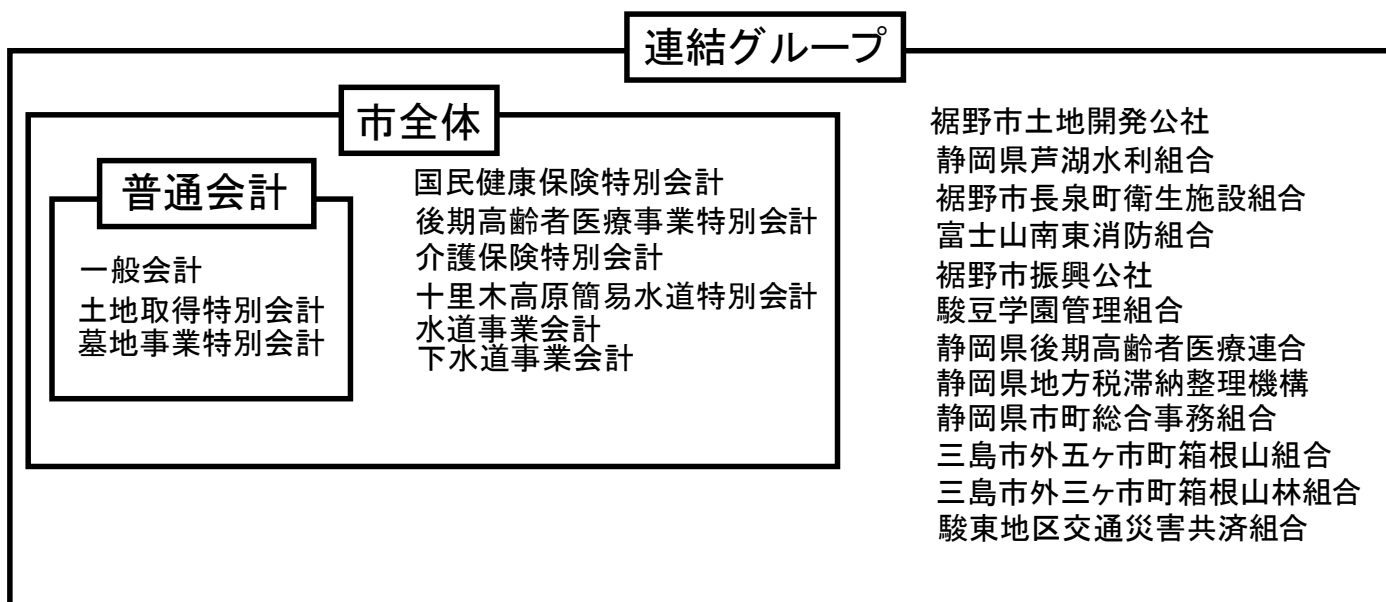 連結グループ
市全体
普通会計
一般会計
土地取得特別会計
墓地事業特別会計
国民健康保険特別会計
後期高齢者医療事業特別会計
介護保険特別会計
十里木高原簡易水道特別会計
水道事業会計
下水道事業会計
裾野市土地開発公社
静岡県芦湖水利組合
裾野市長泉町衛生施設組合
富士山南東消防組合
裾野市振興公社
駿豆学園管理組合
静岡県後期高齢者医療連合
静岡県地方税滞納整理機構
静岡県市町総合事務組合
三島市外五ヶ市町箱根山組合
三島市外三ヶ市町箱根山林組合
駿東地区交通災害共済組合